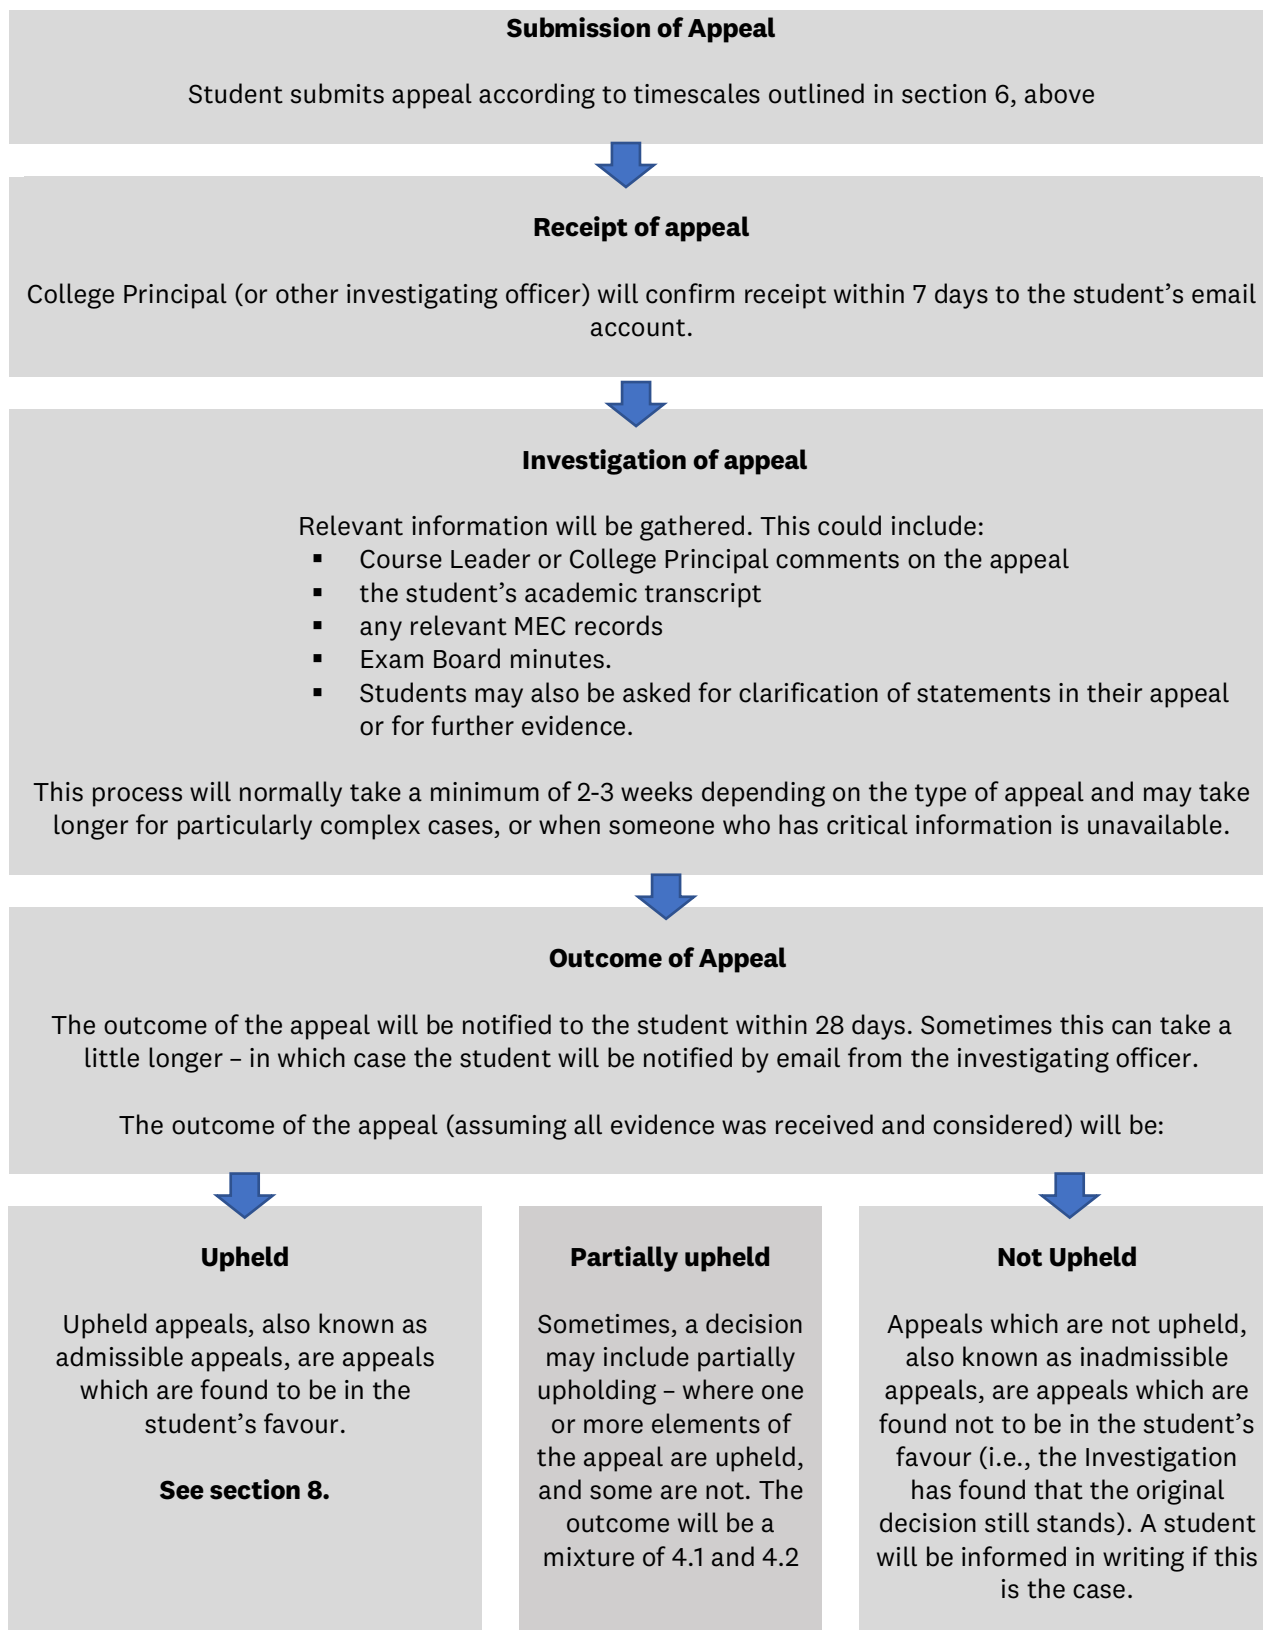 Submission of Appeal
Student submits appeal according to timescales outlined in section 6, above
Receipt of appeal
College Principal (or other investigating officer) will confirm receipt within 7 days to the student’s email
account.
Investigation of appeal
Relevant information will be gathered. This could include:
▪ Course Leader or College Principal comments on the appeal
▪ the student’s academic transcript
▪ any relevant MEC records
▪ Exam Board minutes.
▪ Students may also be asked for clarification of statements in their appeal
or for further evidence.
This process will normally take a minimum of 2-3 weeks depending on the type of appeal and may take
longer for particularly complex cases, or when someone who has critical information is unavailable.
Outcome of Appeal
The outcome of the appeal will be notified to the student within 28 days. Sometimes this can take a
little longer – in which case the student will be notified by email from the investigating officer.
The outcome of the appeal (assuming all evidence was received and considered) will be:
Upheld
Upheld appeals, also known as
admissible appeals, are appeals
which are found to be in the
student’s favour.
See section 8.
Partially upheld
Sometimes, a decision
may include partially
upholding – where one
or more elements of
the appeal are upheld,
and some are not. The
outcome will be a
mixture of 4.1 and 4.2
Not Upheld
Appeals which are not upheld,
also known as inadmissible
appeals, are appeals which are
found not to be in the student’s
favour (i.e., the Investigation
has found that the original
decision still stands). A student
will be informed in writing if this
is the case.